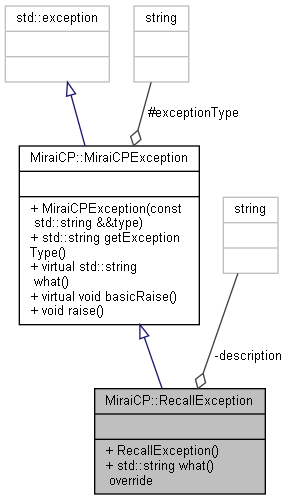 std::exception
string
#exceptionType
MiraiCP::MiraiCPException
+ MiraiCPException(const
std::string &&type)
+ std::string getException
Type()
+ virtual std::string
what()
+ virtual void basicRaise()
+ void raise()
string
-description
MiraiCP::RecallException
+ RecallException()
+ std::string what()
override